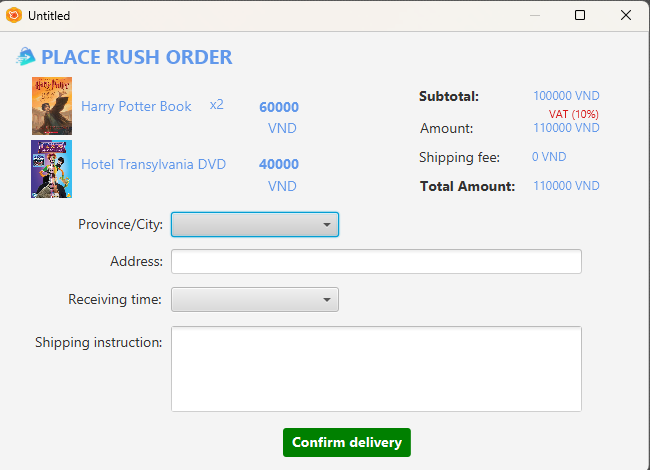 Untitled
PLACE RUSH ORDER
Harry Potter Book x2 60000 VND
Hotel Transylvania DVD 40000 VND
Subtotal: 100000 VND
VAT (10%)
Amount: 110000 VND
Shipping fee: 0 VND
Total Amount: 110000 VND
Province/City:
Address:
Receiving time:
Shipping instruction:
Confirm delivery